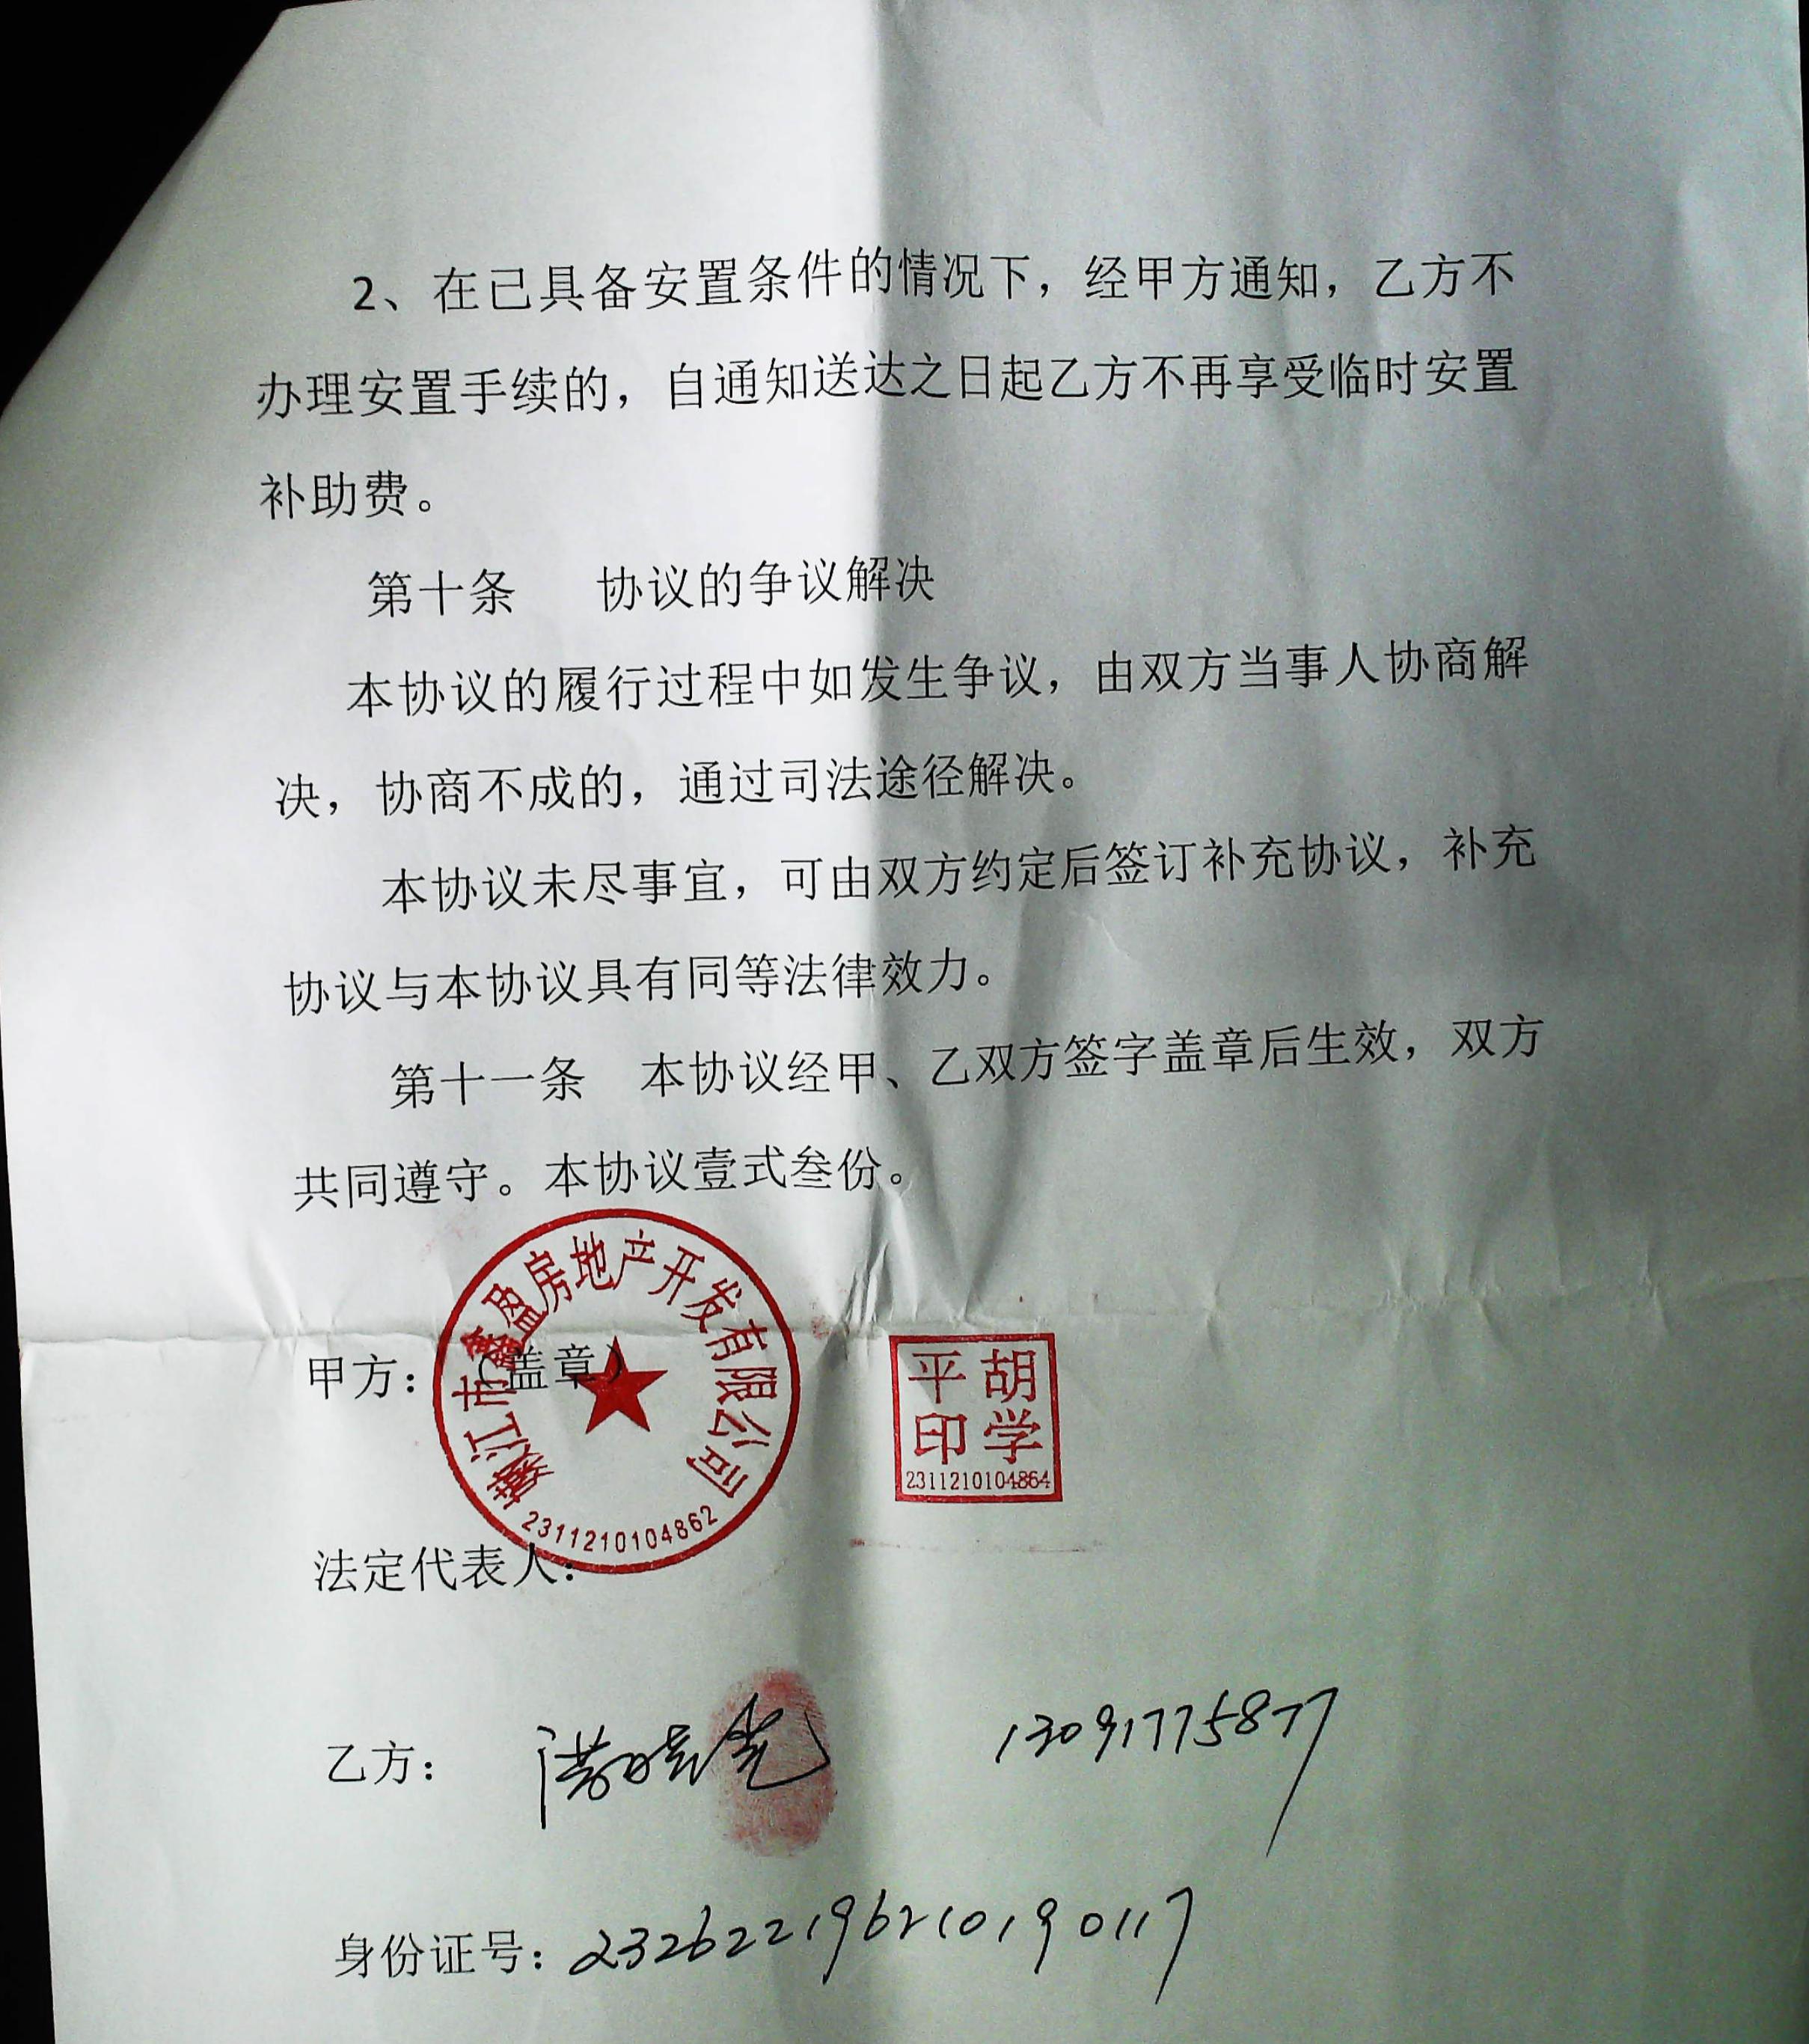 2、在已具备安置条件的情况下，经甲方通知，乙方不
办理安置手续的，自通知送达之日起乙方不再享受临时安置
补助费。
第十条 协议的争议解决
本协议的履行过程中如发生争议，由双方当事人协商解
决，协商不成的，通过司法途径解决。
本协议未尽事宜，可由双方约定后签订补充协议，补充
协议与本协议具有同等法律效力。
第十一条 本协议经甲、乙双方签字盖章后生效，双方
共同遵守。本协议壹式叁份。
甲方：（盖章）
嫩江市鑫盈房地产开发有限公司
2311210104862
胡学平印
2311210104864
法定代表人：
乙方： 13091775877
身份证号：232622196210190117